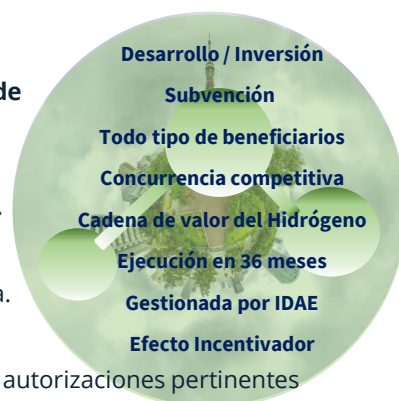 Desarrollo / Inversión
de
Subvención
Todo tipo de beneficiarios
Concurrencia competitiva
.
Cadena de valor del Hidrógeno
Ejecución en 36 meses
a.
Gestionada por IDAE
Efecto Incentivador
autorizaciones pertinentes